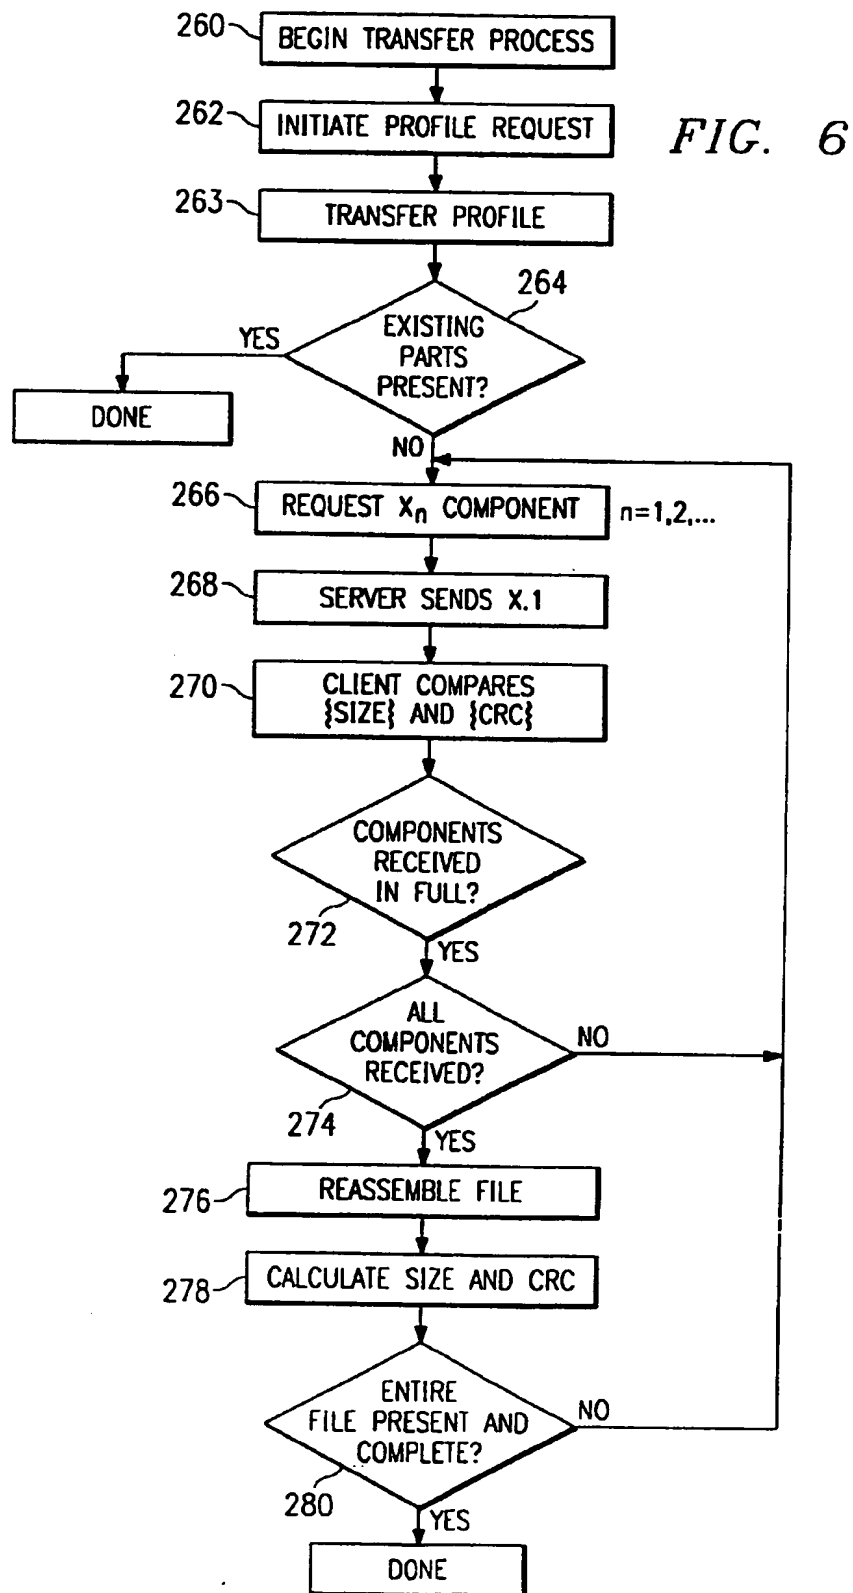 260
BEGIN TRANSFER PROCESS
262
INITIATE PROFILE REQUEST
FIG. 6
263
TRANSFER PROFILE
264
EXISTING
PARTS
PRESENT?
YES
DONE
NO
266
REQUEST Xn COMPONENT
n=1,2,...
268
SERVER SENDS X.1
270
CLIENT COMPARES
{SIZE} AND {CRC}
COMPONENTS
RECEIVED
IN FULL?
272
YES
ALL
COMPONENTS
RECEIVED?
NO
274
YES
276
REASSEMBLE FILE
278
CALCULATE SIZE AND CRC
ENTIRE
FILE PRESENT AND
COMPLETE?
NO
280
YES
DONE